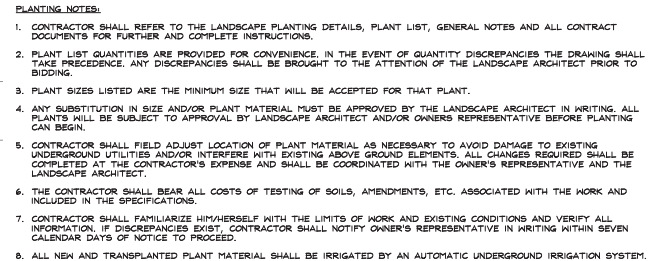 PLANTING NOTES:
1. CONTRACTOR SHALL REFER TO THE LANDSCAPE PLANTING DETAILS, PLANT LIST, GENERAL NOTES AND ALL CONTRACT
DOCUMENTS FOR FURTHER AND COMPLETE INSTRUCTIONS.
2. PLANT LIST QUANTITIES ARE PROVIDED FOR CONVENIENCE. IN THE EVENT OF QUANTITY DISCREPANCIES THE DRAWING SHALL
TAKE PRECEDENCE. ANY DISCREPANCIES SHALL BE BROUGHT TO THE ATTENTION OF THE LANDSCAPE ARCHITECT PRIOR TO
BIDDING.
3. PLANT SIZES LISTED ARE THE MINIMUM SIZE THAT WILL BE ACCEPTED FOR THAT PLANT.
4. ANY SUBSTITUTION IN SIZE AND/OR PLANT MATERIAL MUST BE APPROVED BY THE LANDSCAPE ARCHITECT IN WRITING. ALL
PLANTS WILL BE SUBJECT TO APPROVAL BY LANDSCAPE ARCHITECT AND/OR OWNERS REPRESENTATIVE BEFORE PLANTING
CAN BEGIN.
5. CONTRACTOR SHALL FIELD ADJUST LOCATION OF PLANT MATERIAL AS NECESSARY TO AVOID DAMAGE TO EXISTING
UNDERGROUND UTILITIES AND/OR INTERFERE WITH EXISTING ABOVE GROUND ELEMENTS. ALL CHANGES REQUIRED SHALL BE
COMPLETED AT THE CONTRACTOR'S EXPENSE AND SHALL BE COORDINATED WITH THE OWNER'S REPRESENTATIVE AND THE
LANDSCAPE ARCHITECT.
6. THE CONTRACTOR SHALL BEAR ALL COSTS OF TESTING OF SOILS, AMENDMENTS, ETC. ASSOCIATED WITH THE WORK AND
INCLUDED IN THE SPECIFICATIONS.
7. CONTRACTOR SHALL FAMILIARIZE HIM/HERSELF WITH THE LIMITS OF WORK AND EXISTING CONDITIONS AND VERIFY ALL
INFORMATION. IF DISCREPANCIES EXIST, CONTRACTOR SHALL NOTIFY OWNER'S REPRESENTATIVE IN WRITING WITHIN SEVEN
CALENDAR DAYS OF NOTICE TO PROCEED.
8. ALL NEW AND TRANSPLANTED PLANT MATERIAL SHALL BE IRRIGATED BY AN AUTOMATIC UNDERGROUND IRRIGATION SYSTEM.